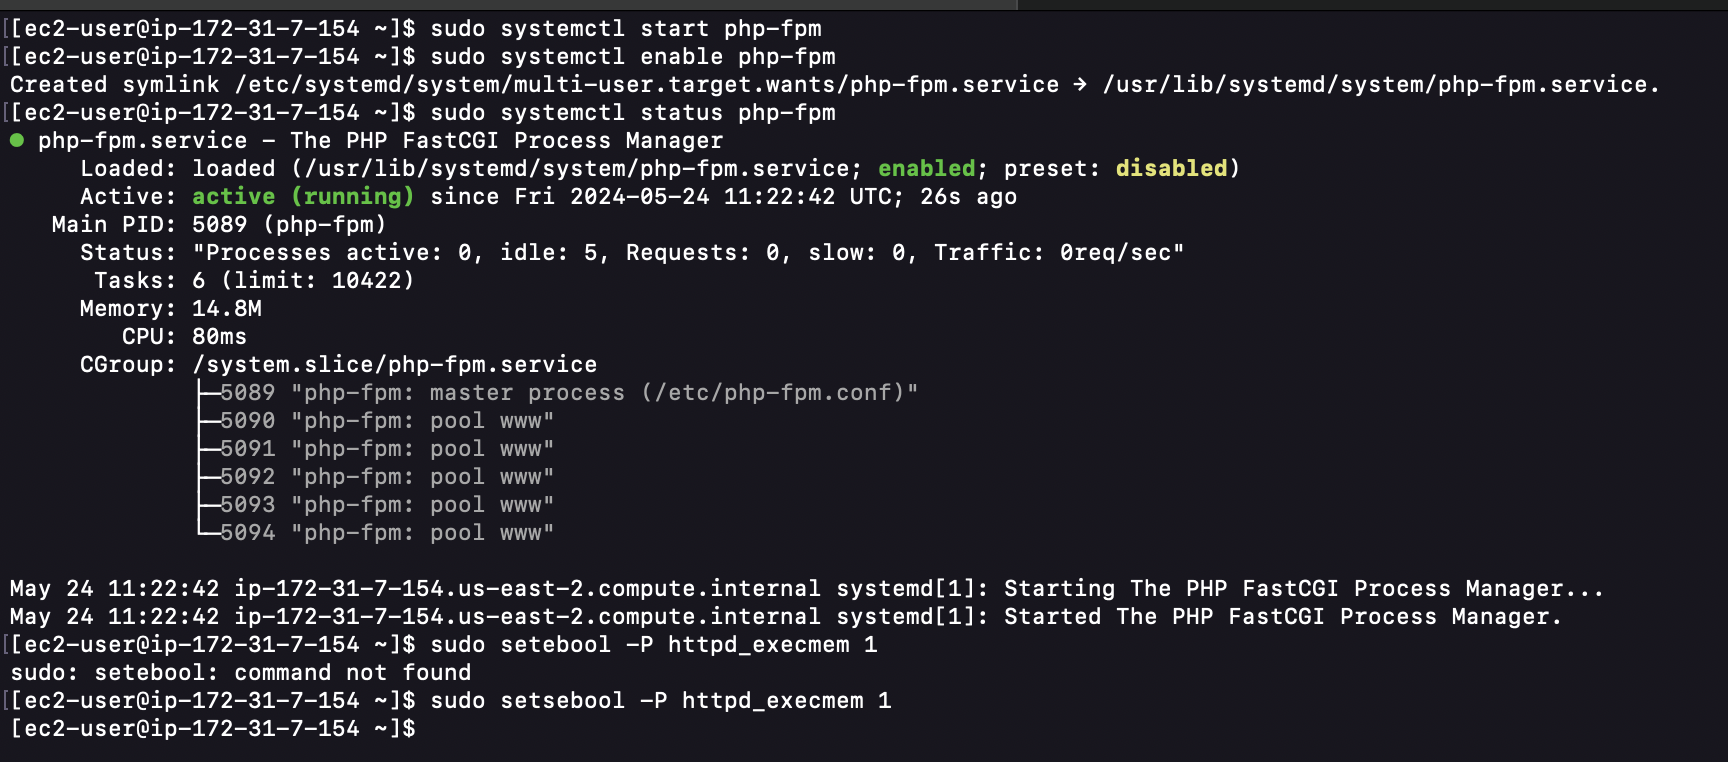 [[ec2-user@ip-172-31-7-154 ~]$ sudo systemctl start php-fpm
[[ec2-user@ip-172-31-7-154 ~]$ sudo systemctl enable php-fpm
Created symlink /etc/systemd/system/multi-user.target.wants/php-fpm.service → /usr/lib/systemd/system/php-fpm.service.
[[ec2-user@ip-172-31-7-154 ~]$ sudo systemctl status php-fpm
● php-fpm.service - The PHP FastCGI Process Manager
     Loaded: loaded (/usr/lib/systemd/system/php-fpm.service; enabled; preset: disabled)
     Active: active (running) since Fri 2024-05-24 11:22:42 UTC; 26s ago
   Main PID: 5089 (php-fpm)
     Status: "Processes active: 0, idle: 5, Requests: 0, slow: 0, Traffic: 0req/sec"
      Tasks: 6 (limit: 10422)
     Memory: 14.8M
        CPU: 80ms
     CGroup: /system.slice/php-fpm.service
             ├─5089 "php-fpm: master process (/etc/php-fpm.conf)"
             ├─5090 "php-fpm: pool www"
             ├─5091 "php-fpm: pool www"
             ├─5092 "php-fpm: pool www"
             ├─5093 "php-fpm: pool www"
             └─5094 "php-fpm: pool www"
May 24 11:22:42 ip-172-31-7-154.us-east-2.compute.internal systemd[1]: Starting The PHP FastCGI Process Manager...
May 24 11:22:42 ip-172-31-7-154.us-east-2.compute.internal systemd[1]: Started The PHP FastCGI Process Manager.
[[ec2-user@ip-172-31-7-154 ~]$ sudo setebool -P httpd_execmem 1
sudo: setebool: command not found
[[ec2-user@ip-172-31-7-154 ~]$ sudo setsebool -P httpd_execmem 1
[ec2-user@ip-172-31-7-154 ~]$